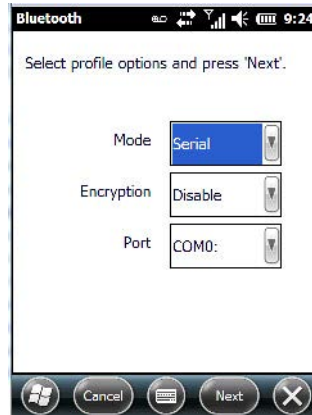 Bluetooth 9:24
Select profile options and press 'Next'.
Mode Serial
Encryption Disable
Port COM0:
Cancel Next